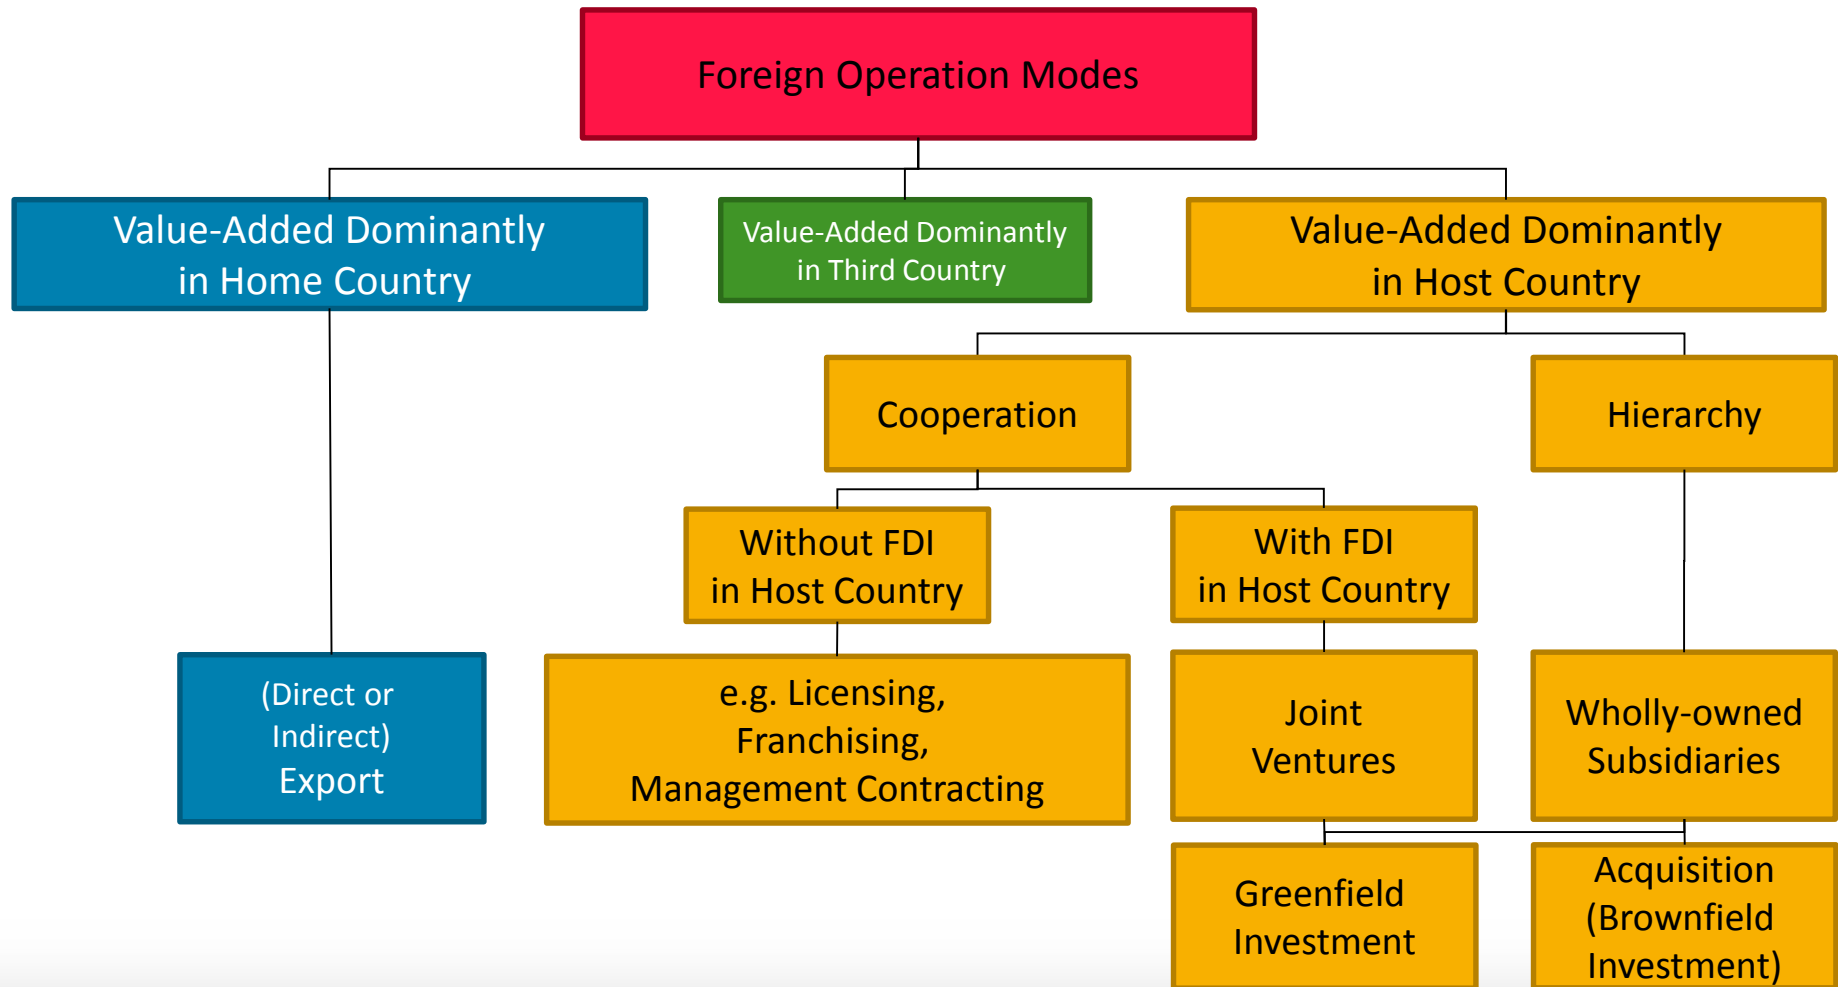 Foreign Operation Modes
Value-Added Dominantly
in Home Country
Value-Added Dominantly
in Third Country
Value-Added Dominantly
in Host Country
Cooperation
Hierarchy
Without FDI
in Host Country
With FDI
in Host Country
(Direct or
Indirect)
Export
e.g. Licensing,
Franchising,
Management Contracting
Joint
Ventures
Wholly-owned
Subsidiaries
Greenfield
Investment
Acquisition
(Brownfield
Investment)